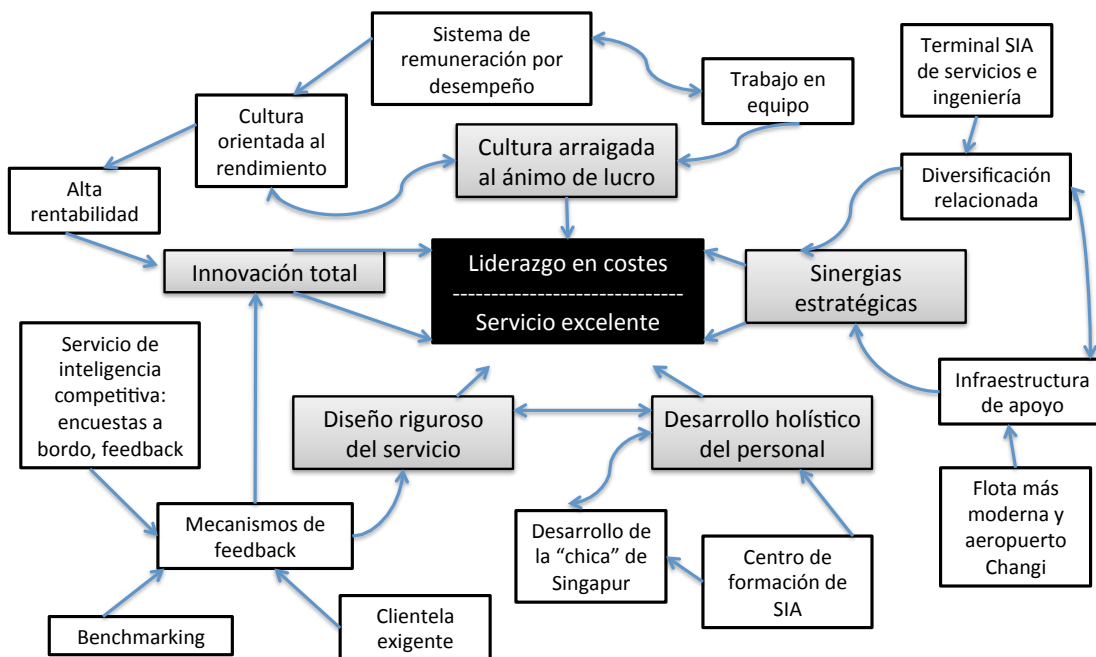 Sistema de
remuneración por
desempeño
Terminal SIA
de servicios e
ingeniería
Trabajo en
equipo
Cultura
orientada al
rendimiento
Cultura arraigada
al ánimo de lucro
Diversificación
relacionada
Alta
rentabilidad
Innovación total
Liderazgo en costes
-------------------------------
Servicio excelente
Sinergias
estratégicas
Servicio de
inteligencia
competitiva:
encuestas a
bordo, feedback
Infraestructura
de apoyo
Diseño riguroso
del servicio
Desarrollo holístico
del personal
Mecanismos de
feedback
Desarrollo de
la “chica” de
Singapur
Centro de
formación de
SIA
Flota más
moderna y
aeropuerto
Changi
Benchmarking
Clientela
exigente